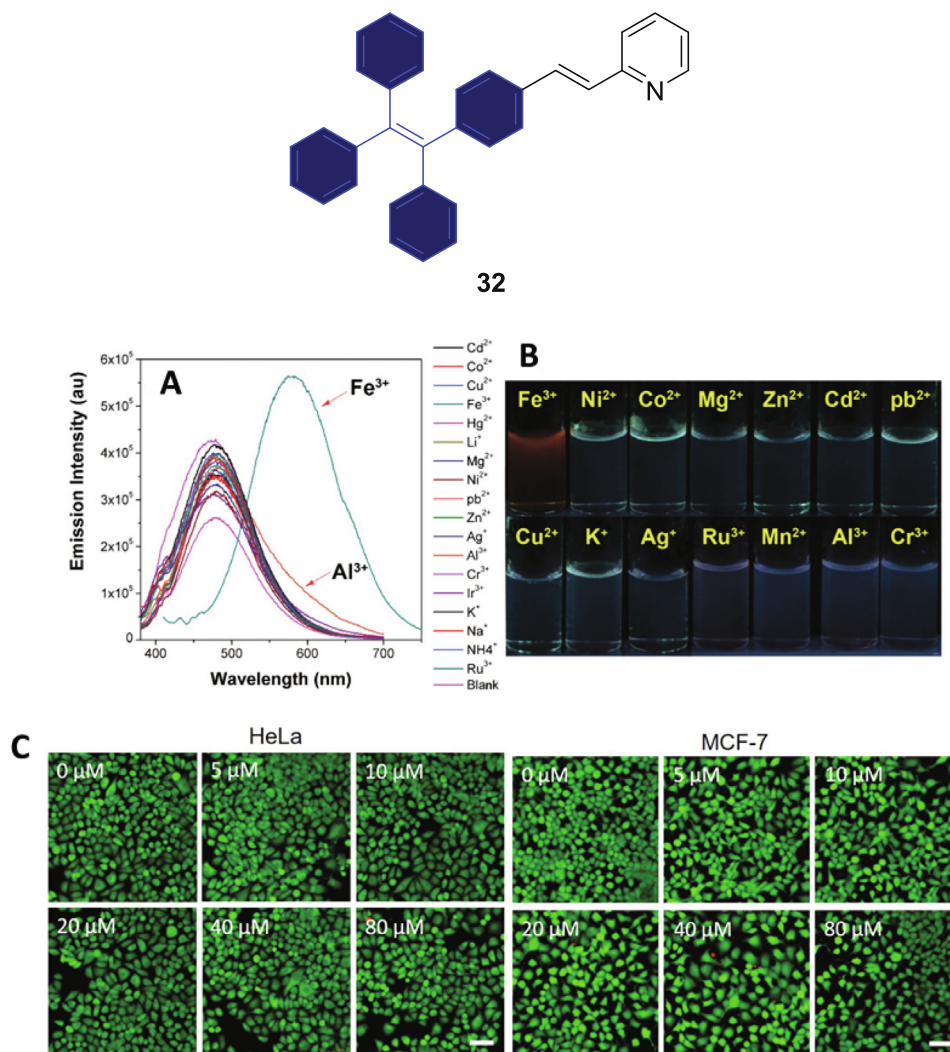 N
32
A
Emission Intensity (au)
6x10⁵
5x10⁵
4x10⁵
3x10⁵
2x10⁵
1x10⁵
0
400
500
600
700
Wavelength (nm)
Fe³⁺
Al³⁺
Cd²⁺
Co²⁺
Cu²⁺
Fe³⁺
Hg²⁺
Li⁺
Mg²⁺
Ni²⁺
pb²⁺
Zn²⁺
Ag⁺
Al³⁺
Cr³⁺
Ir³⁺
K⁺
Na⁺
NH4⁺
Ru³⁺
Blank
B
Fe³⁺ Ni²⁺ Co²⁺ Mg²⁺ Zn²⁺ Cd²⁺ pb²⁺
Cu²⁺ K⁺ Ag⁺ Ru³⁺ Mn²⁺ Al³⁺ Cr³⁺
C
HeLa
0 µM 5 µM 10 µM
20 µM 40 µM 80 µM
MCF-7
0 µM 5 µM 10 µM
20 µM 40 µM 80 µM